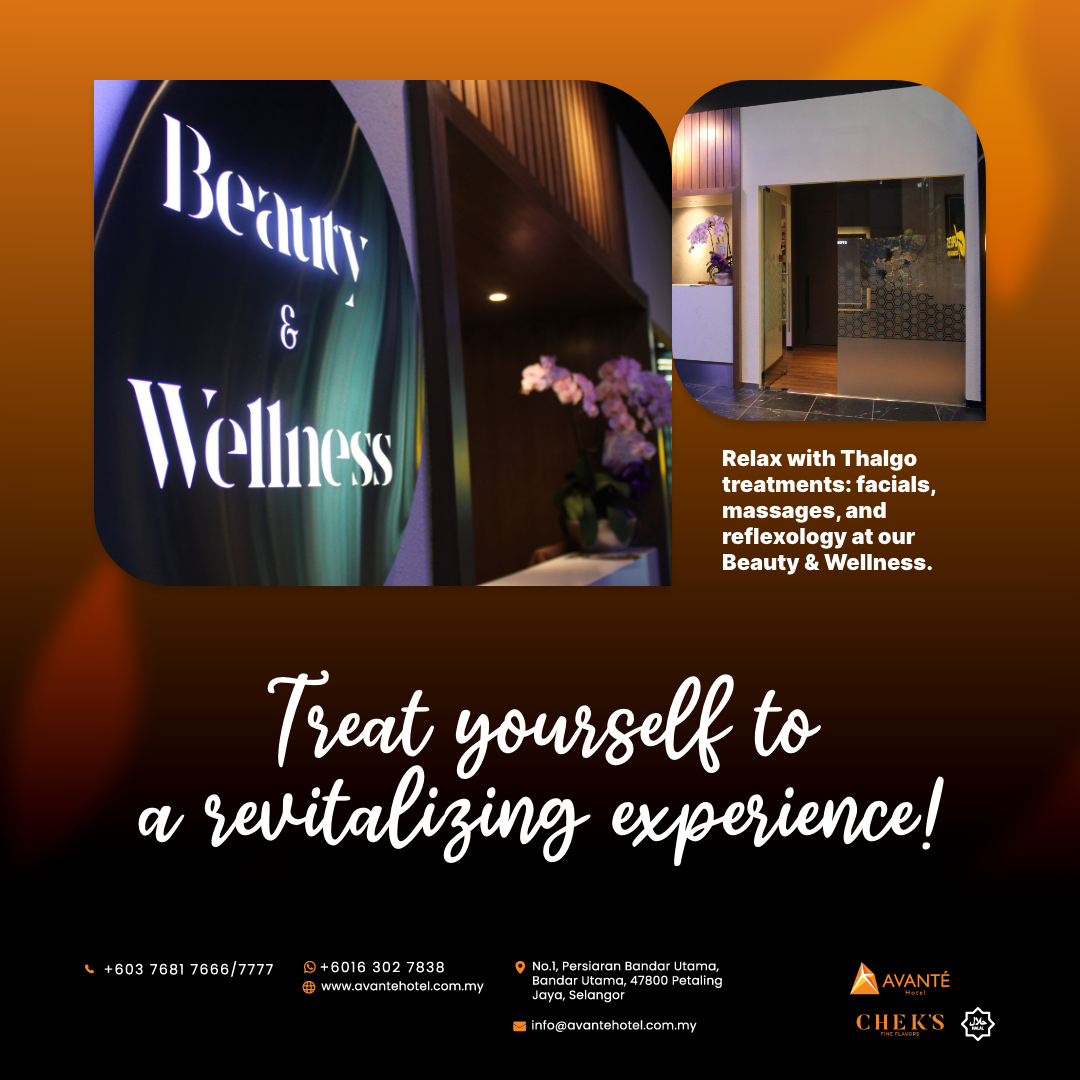 Beauty
&
Wellness
Relax with Thalgo
treatments: facials,
massages, and
reflexology at our
Beauty & Wellness.
Treat yourself to
a revitalizing experience!
+603 7681 7666/7777
+6016 302 7838
www.avantehotel.com.my
No.1, Persiaran Bandar Utama,
Bandar Utama, 47800 Petaling
Jaya, Selangor
info@avantehotel.com.my
AVANTÉ
Hotel
CHEK'S
FINE FLAVORS
حلال
HALAL